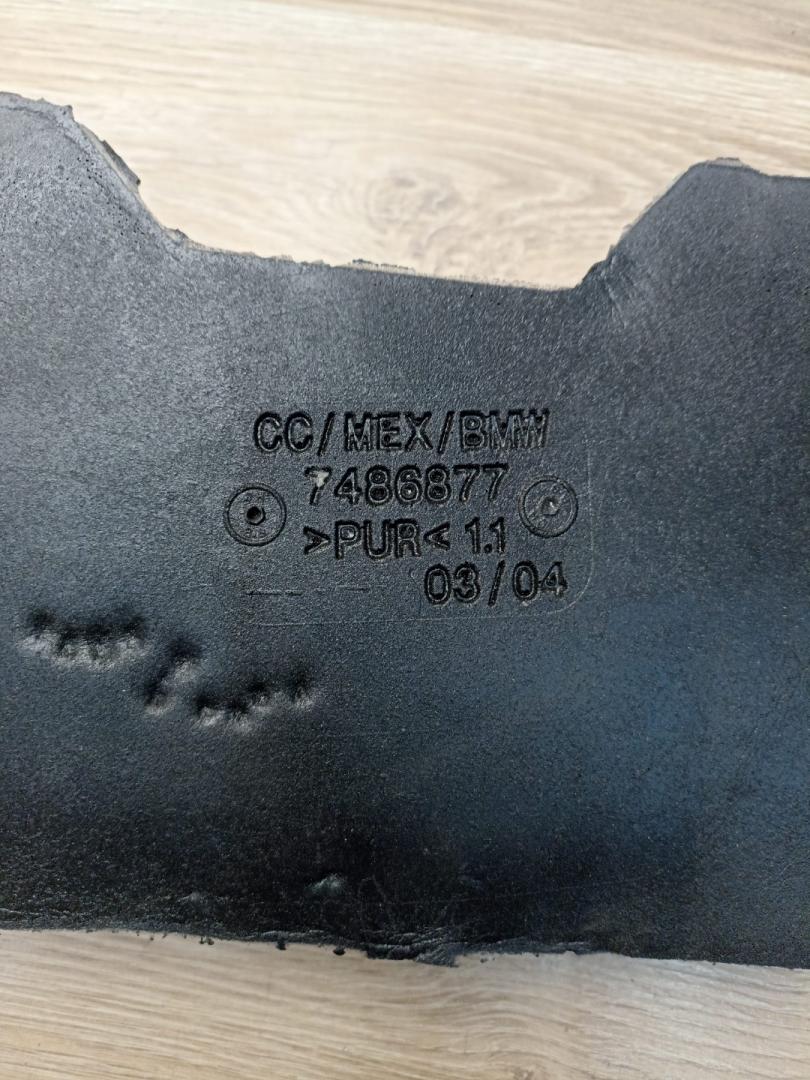 CC/MEX/BMW
7486877
>PUR< 1.1
03/04